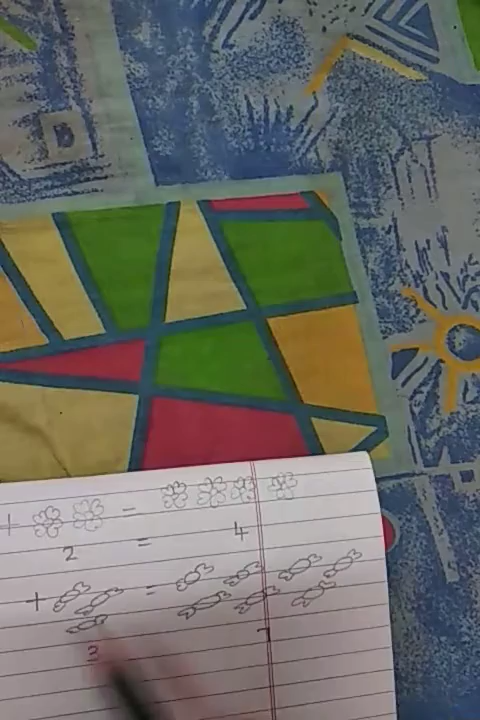 D
+ =
2 = 4
+ =
3 7